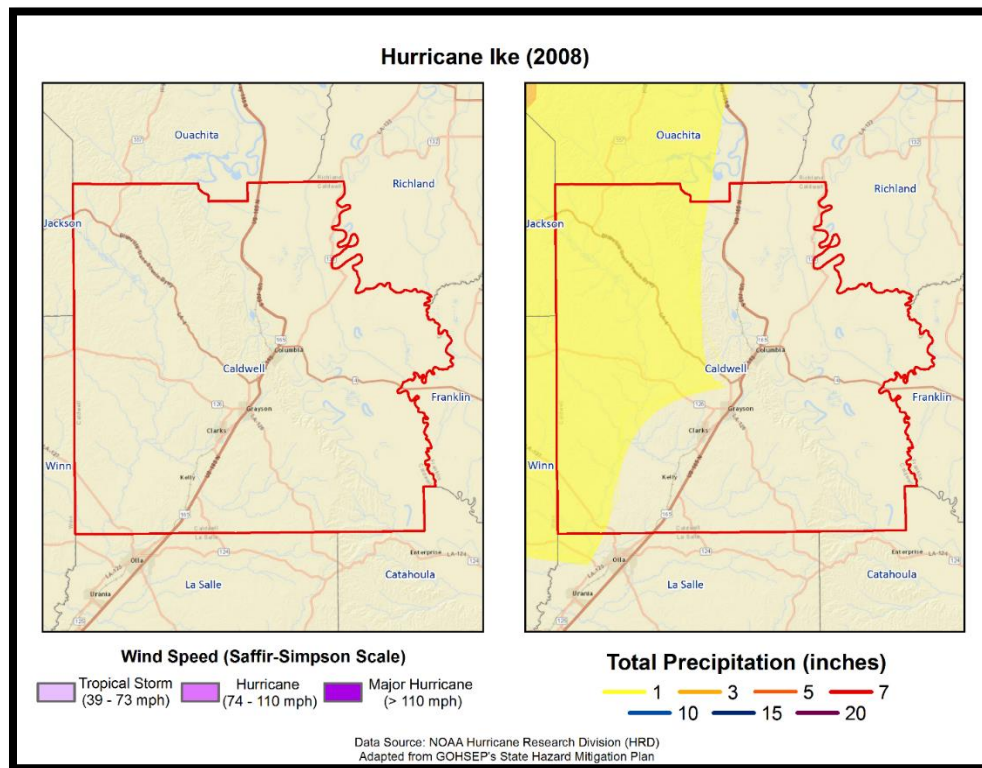 Hurricane Ike (2008)
Ouachita
Richland
Jackson
Caldwell
Columbia
Franklin
Grayson
Clarks
Winn
Kelly
Olla
Urania
La Salle
Enterprise
Catahoula
Ouachita
Richland
Jackson
Caldwell
Columbia
Franklin
Grayson
Clarks
Winn
Kelly
Olla
Urania
La Salle
Enterprise
Catahoula
Wind Speed (Saffir-Simpson Scale)
Tropical Storm
(39 - 73 mph)
Hurricane
(74 - 110 mph)
Major Hurricane
(> 110 mph)
Total Precipitation (inches)
1 3 5 7
10 15 20
Data Source: NOAA Hurricane Research Division (HRD)
Adapted from GOHSEP's State Hazard Mitigation Plan